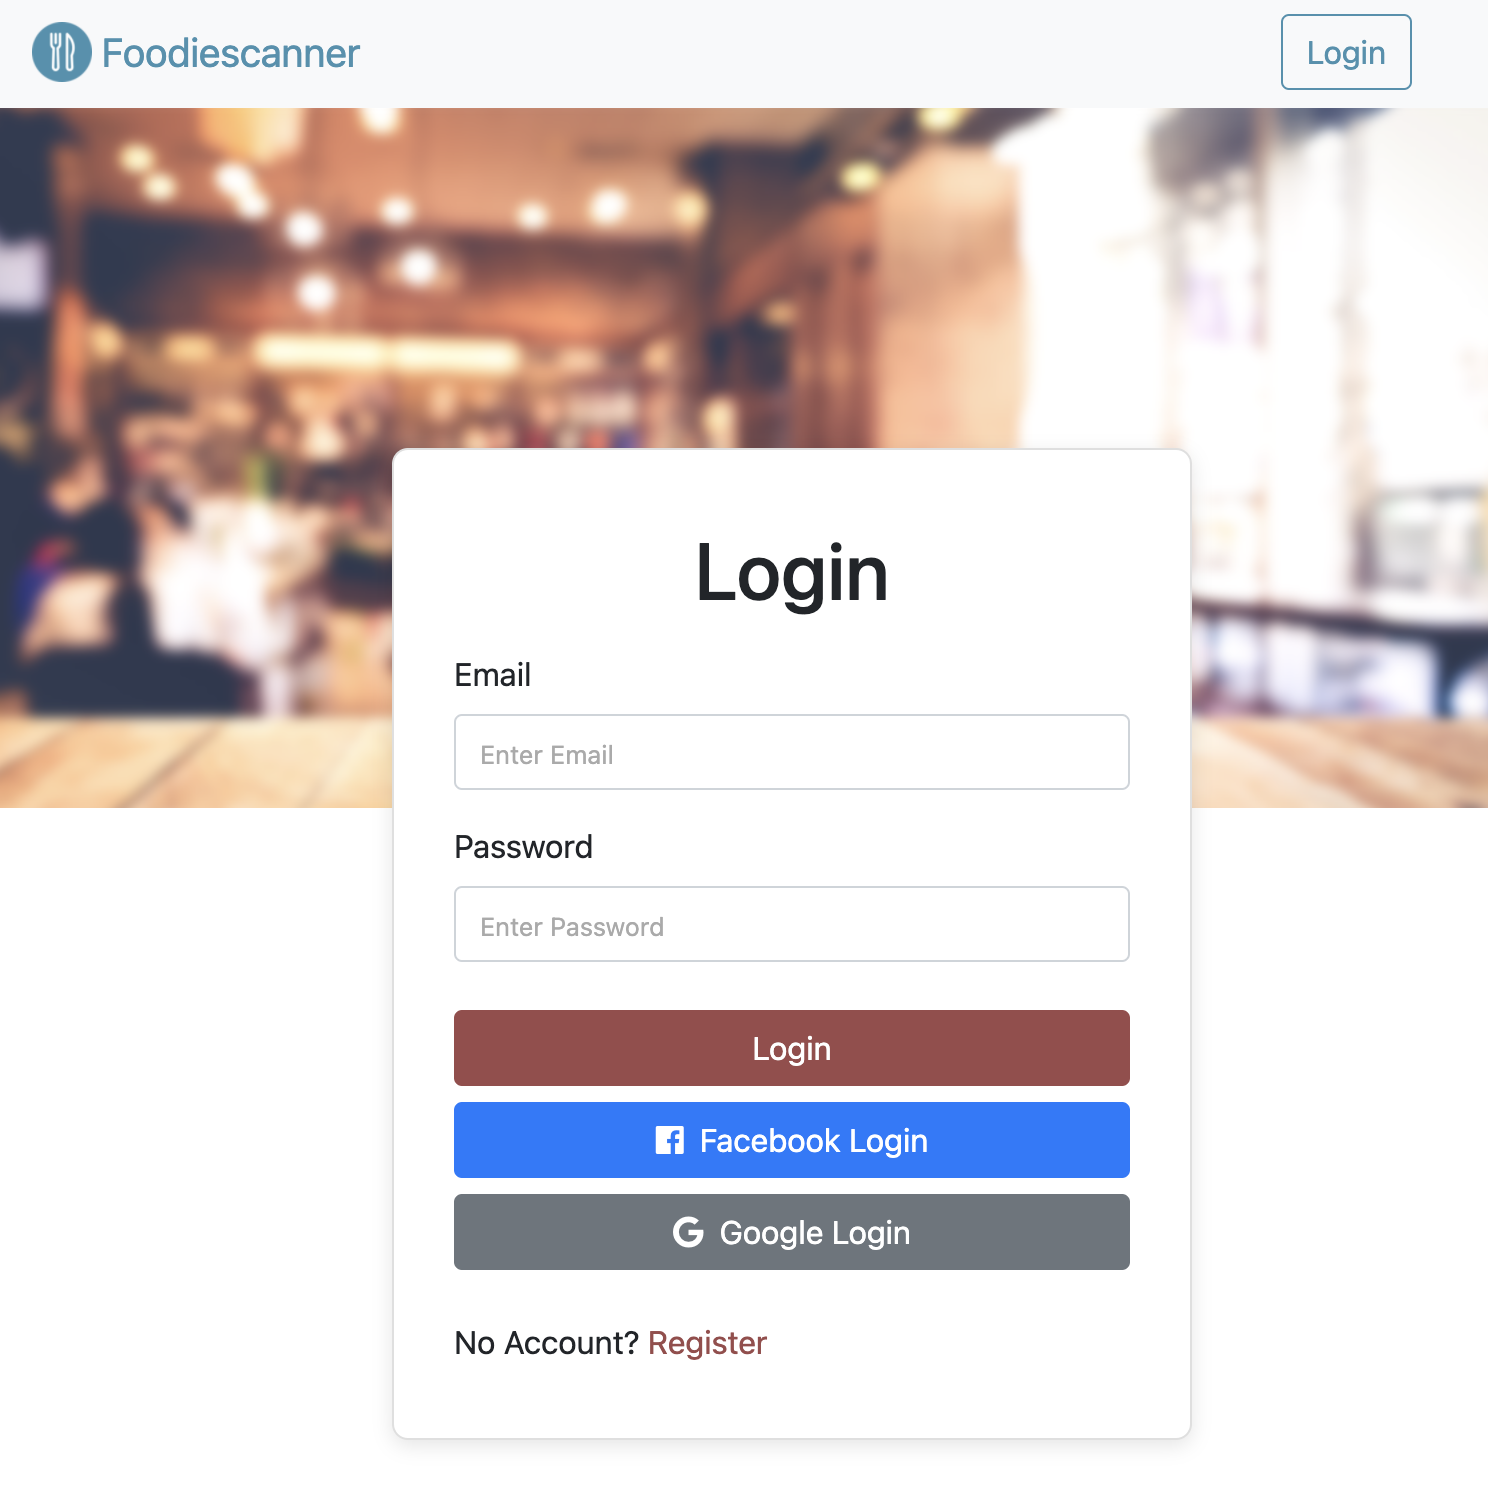 Foodiescanner
Login
Login
Email
Enter Email
Password
Enter Password
Login
Facebook Login
Google Login
No Account? Register